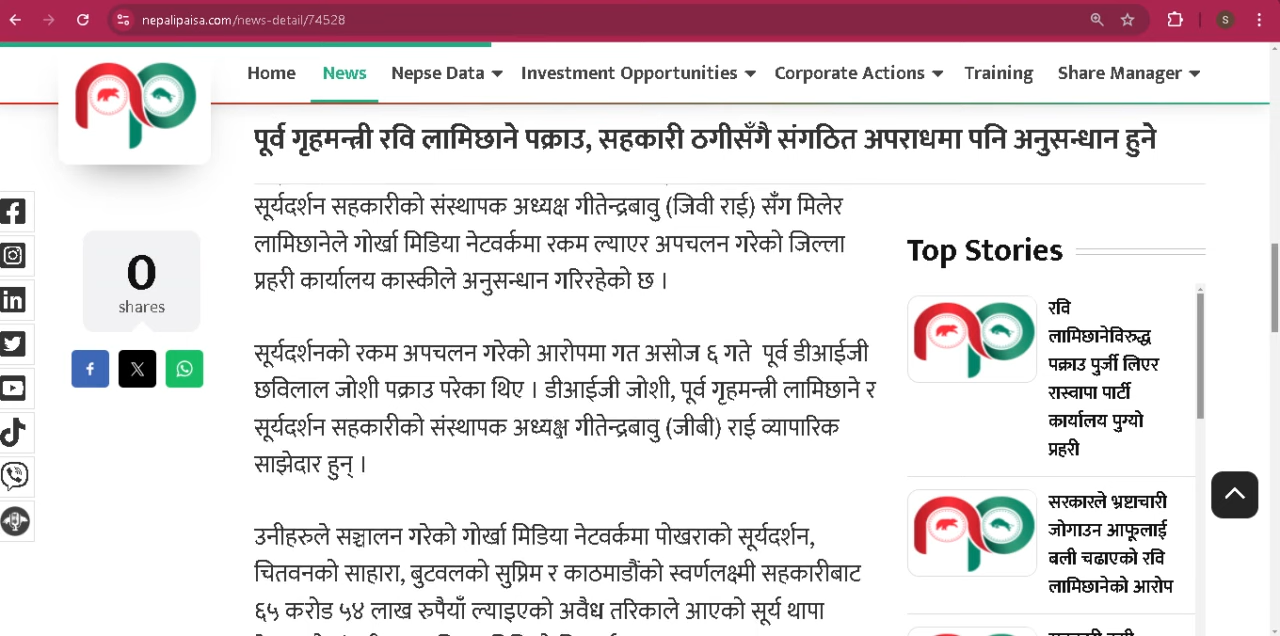 nepalipaisa.com/news-detail/74528
S
Home News Nepse Data Investment Opportunities Corporate Actions Training Share Manager
पूर्व गृहमन्त्री रवि लामिछाने पक्राउ, सहकारी ठगीसँगै संगठित अपराधमा पनि अनुसन्धान हुने
0
shares
सूर्यदर्शन सहकारीको संस्थापक अध्यक्ष गीतेन्द्रबावु (जिवी राई) सँग मिलेर
लामिछानेले गोर्खा मिडिया नेटवर्कमा रकम ल्याएर अपचलन गरेको जिल्ला
प्रहरी कार्यालय कास्कीले अनुसन्धान गरिरहेको छ ।
सूर्यदर्शनको रकम अपचलन गरेको आरोपमा गत असोज ६ गते पूर्व डीआईजी
छविलाल जोशी पक्राउ परेका थिए । डीआईजी जोशी, पूर्व गृहमन्त्री लामिछाने र
सूर्यदर्शन सहकारीको संस्थापक अध्यक्ष गीतेन्द्रबावु (जीबी) राई व्यापारिक
साझेदार हुन् ।
उनीहरुले सञ्चालन गरेको गोर्खा मिडिया नेटवर्कमा पोखराको सूर्यदर्शन,
चितवनको साहारा, बुटवलको सुप्रिम र काठमाडौंको स्वर्णलक्ष्मी सहकारीबाट
६५ करोड ५४ लाख रुपैयाँ ल्याइएको अवैध तरिकाले आएको सूर्य थापा
Top Stories
रवि
लामिछानेविरुद्ध
पक्राउ पुर्जी लिएर
रास्वापा पार्टी
कार्यालय पुग्यो
प्रहरी
सरकारले भ्रष्टाचारी
जोगाउन आफूलाई
बली चढाएको रवि
लामिछानेको आरोप